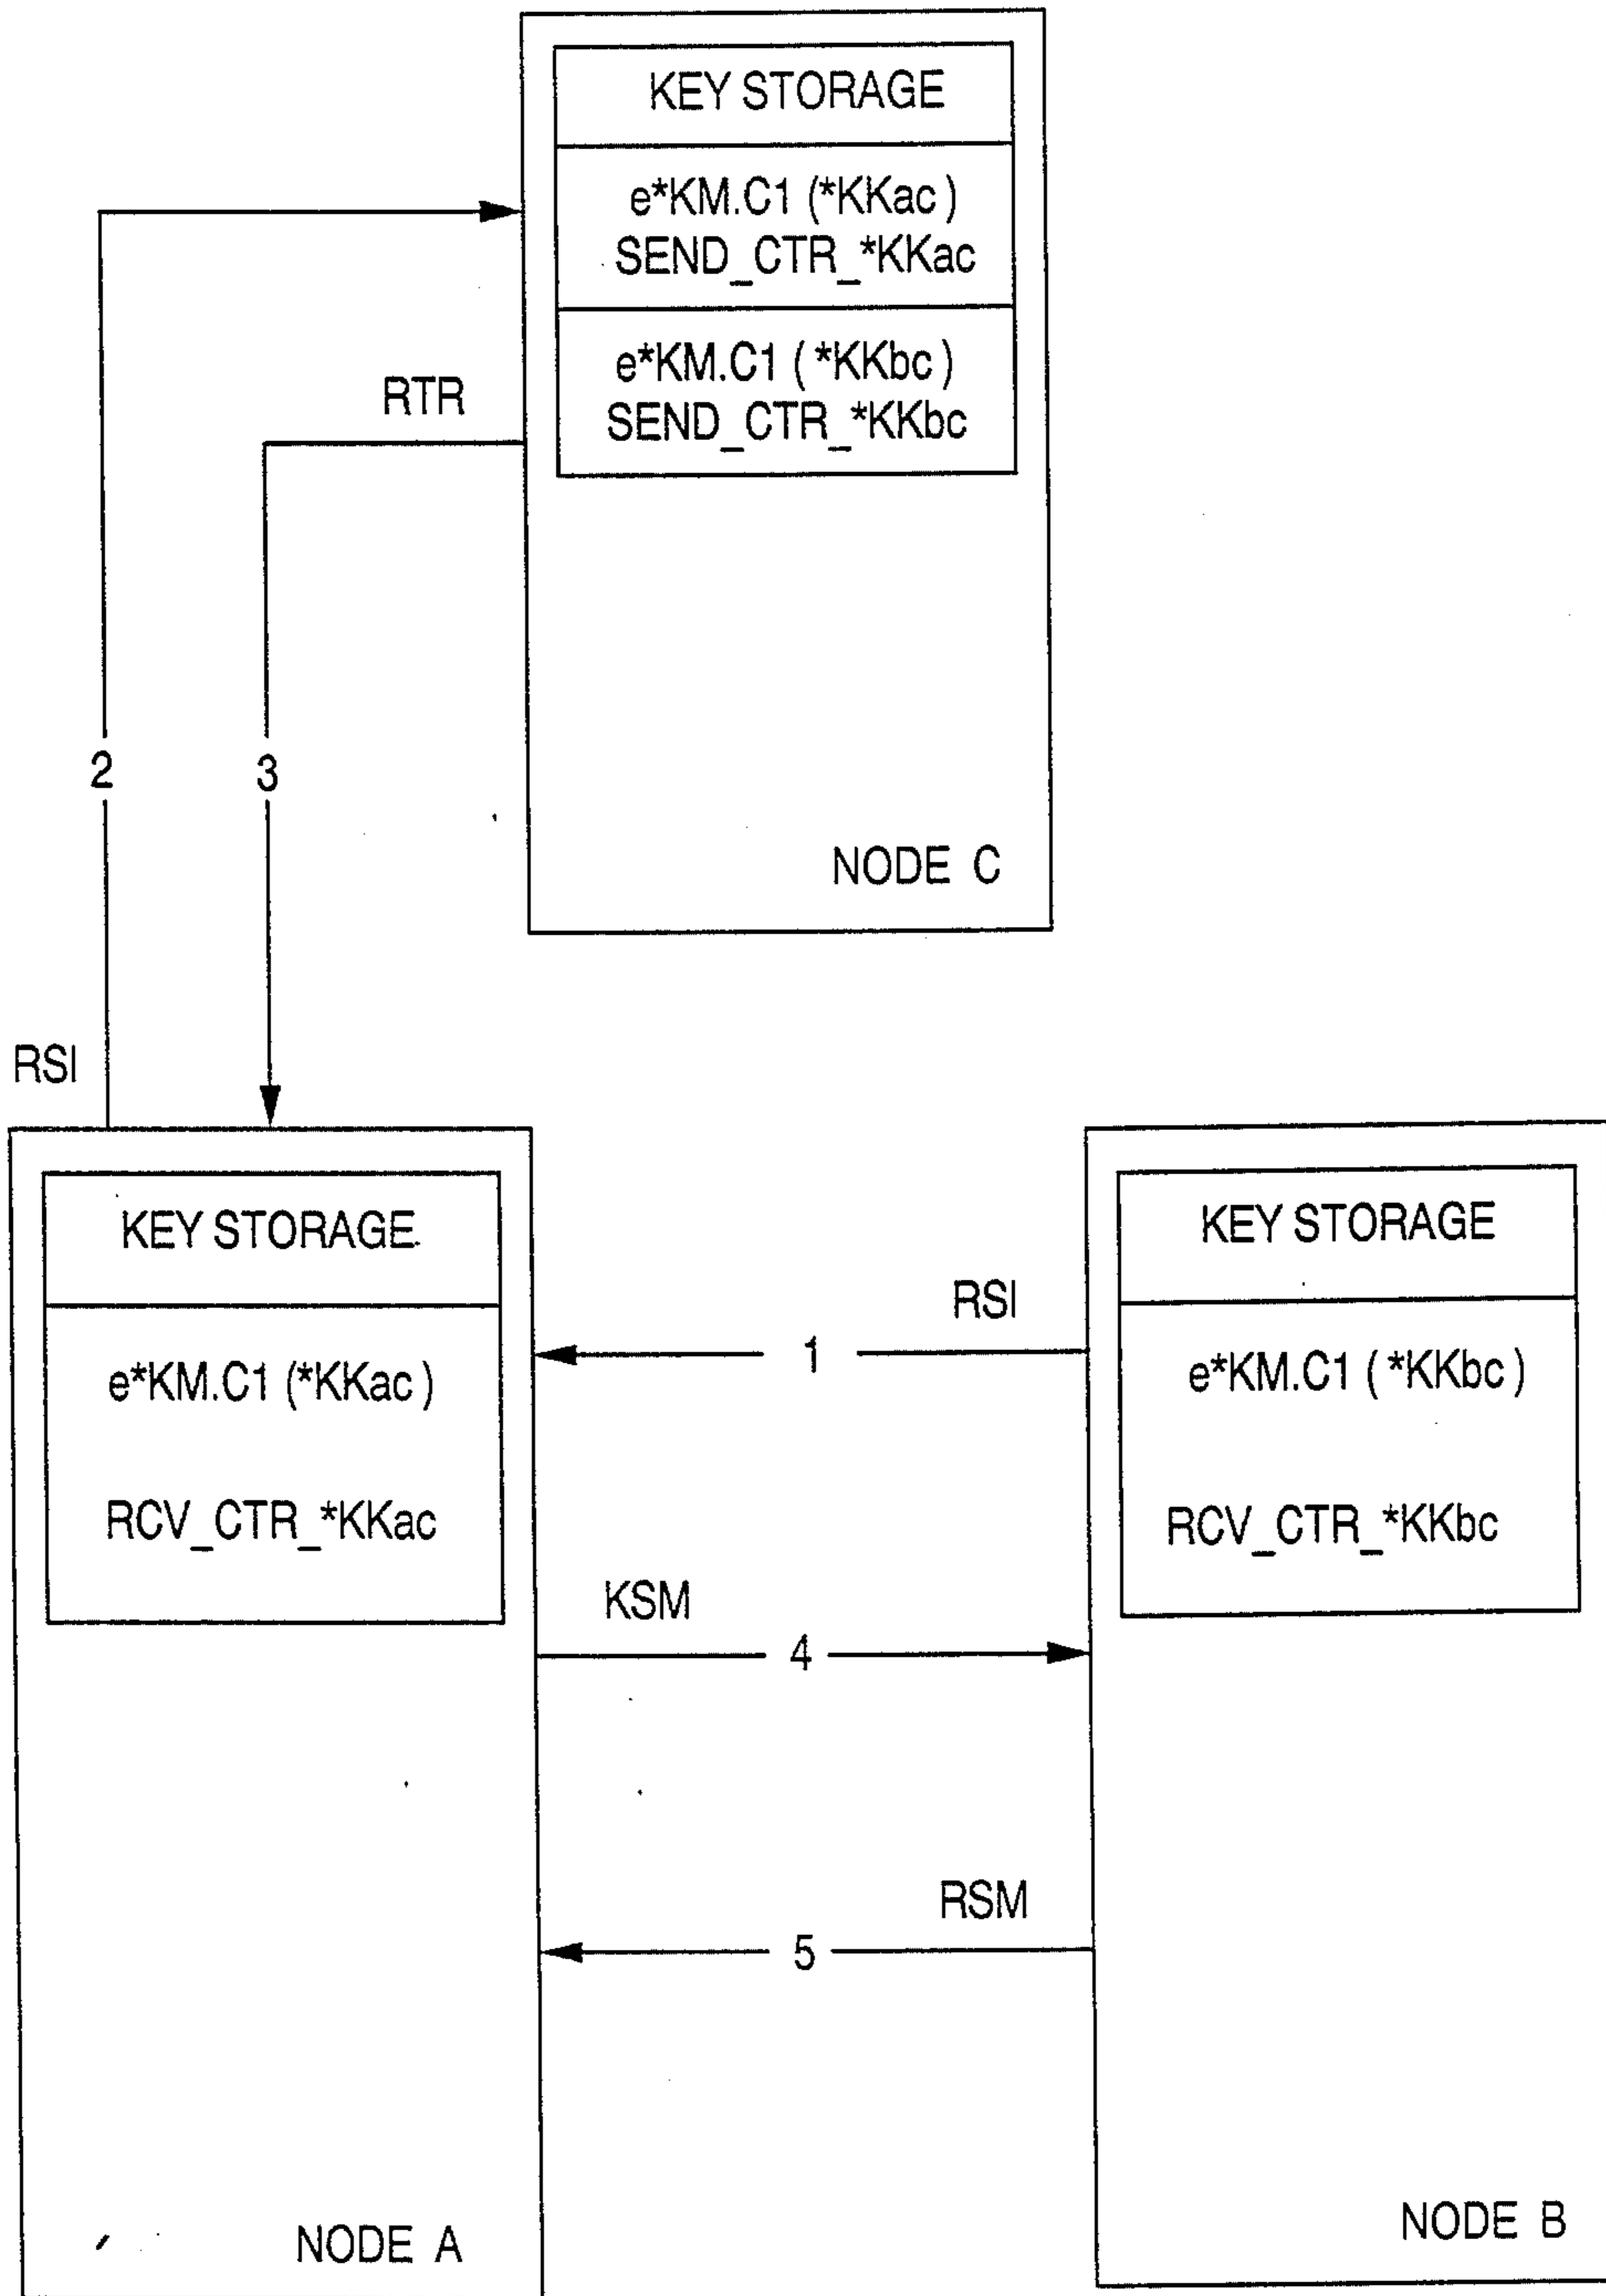 KEY STORAGE
e*KM.C1 (*KKac)
SEND_CTR_*KKac
e*KM.C1 (*KKbc)
SEND_CTR_*KKbc
RTR
2
3
NODE C
RSI
KEY STORAGE
e*KM.C1 (*KKac)
RCV_CTR_*KKac
NODE A
RSI
1
KSM
4
RSM
5
KEY STORAGE
e*KM.C1 (*KKbc)
RCV_CTR_*KKbc
NODE B